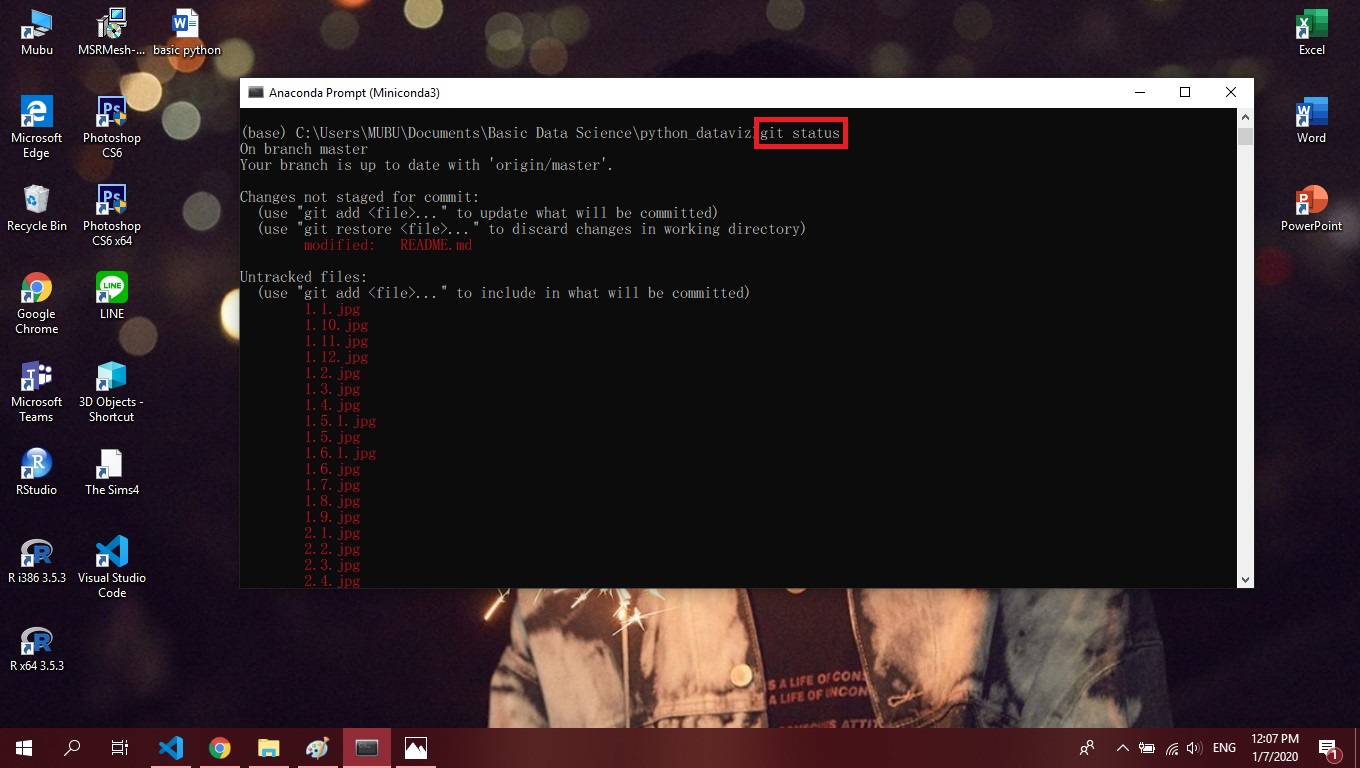 Mubu
MSRMesh-...
basic python
Microsoft
Edge
Photoshop
CS6
Recycle Bin
Photoshop
CS6 x64
Google
Chrome
LINE
Microsoft
Teams
3D Objects -
Shortcut
RStudio
The Sims4
R i386 3.5.3
Visual Studio
Code
R x64 3.5.3
Excel
Word
PowerPoint
Anaconda Prompt (Miniconda3)
(base) C:\Users\MUBU\Documents\Basic Data Science\python_dataviz>git status
On branch master
Your branch is up to date with 'origin/master'.
Changes not staged for commit:
(use "git add <file>..." to update what will be committed)
(use "git restore <file>..." to discard changes in working directory)
modified: README.md
Untracked files:
(use "git add <file>..." to include in what will be committed)
1.1.jpg
1.10.jpg
1.11.jpg
1.12.jpg
1.2.jpg
1.3.jpg
1.4.jpg
1.5.1.jpg
1.5.jpg
1.6.1.jpg
1.6.jpg
1.7.jpg
1.8.jpg
1.9.jpg
2.1.jpg
2.2.jpg
2.3.jpg
2.4.jpg
S A LIFE OF CONS
A LIFE OF UNCON
ATTIT
ENG
12:07 PM
1/7/2020
1